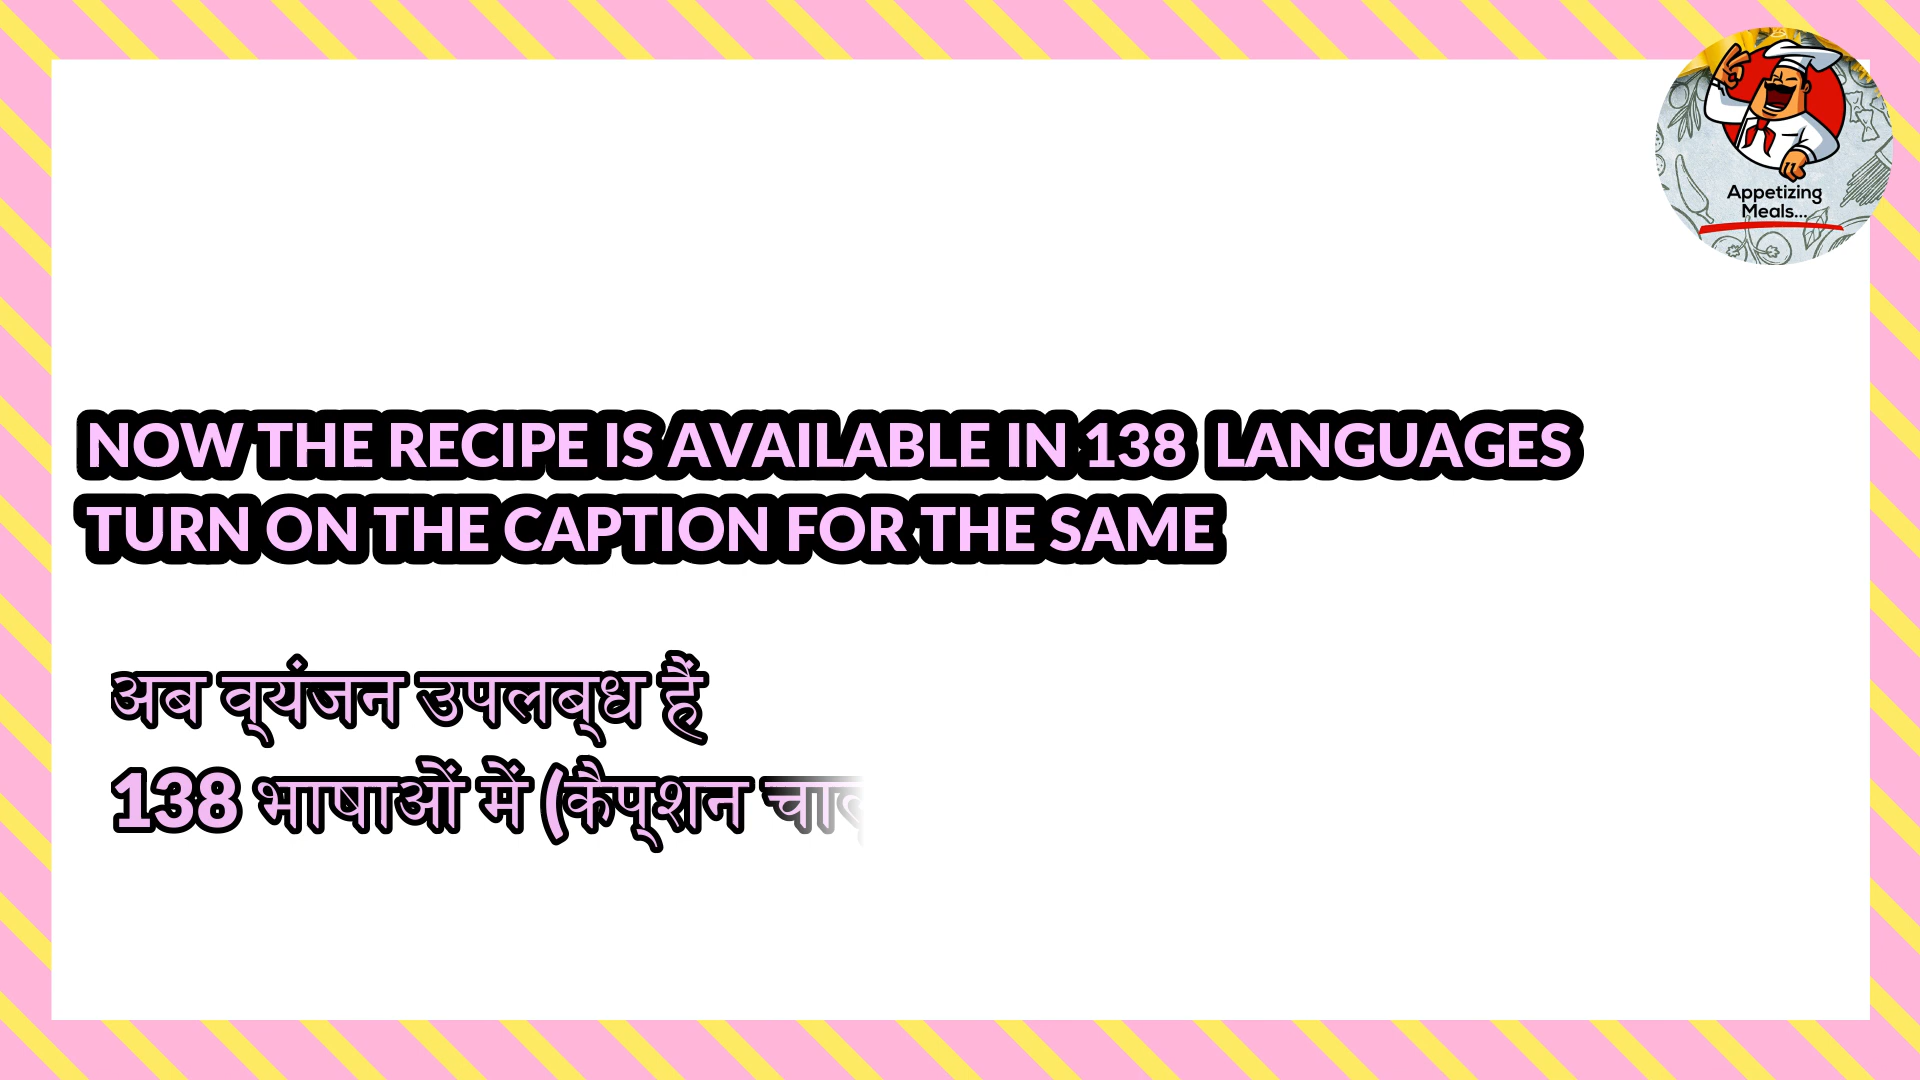 Appetizing
Meals...
NOW THE RECIPE IS AVAILABLE IN 138 LANGUAGES
TURN ON THE CAPTION FOR THE SAME
अब व्यंजन उपलब्ध हैं
138 भाषाओं में (कैप्शन